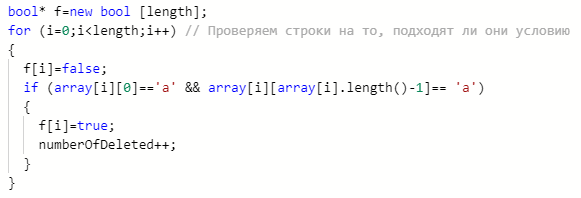 bool* f=new bool [length];
for (i=0;i<length;i++) // Проверяем строки на то, подходят ли они условию
{
f[i]=false;
if (array[i][0]=='a' && array[i][array[i].length()-1]== 'a')
{
f[i]=true;
numberOfDeleted++;
}
}